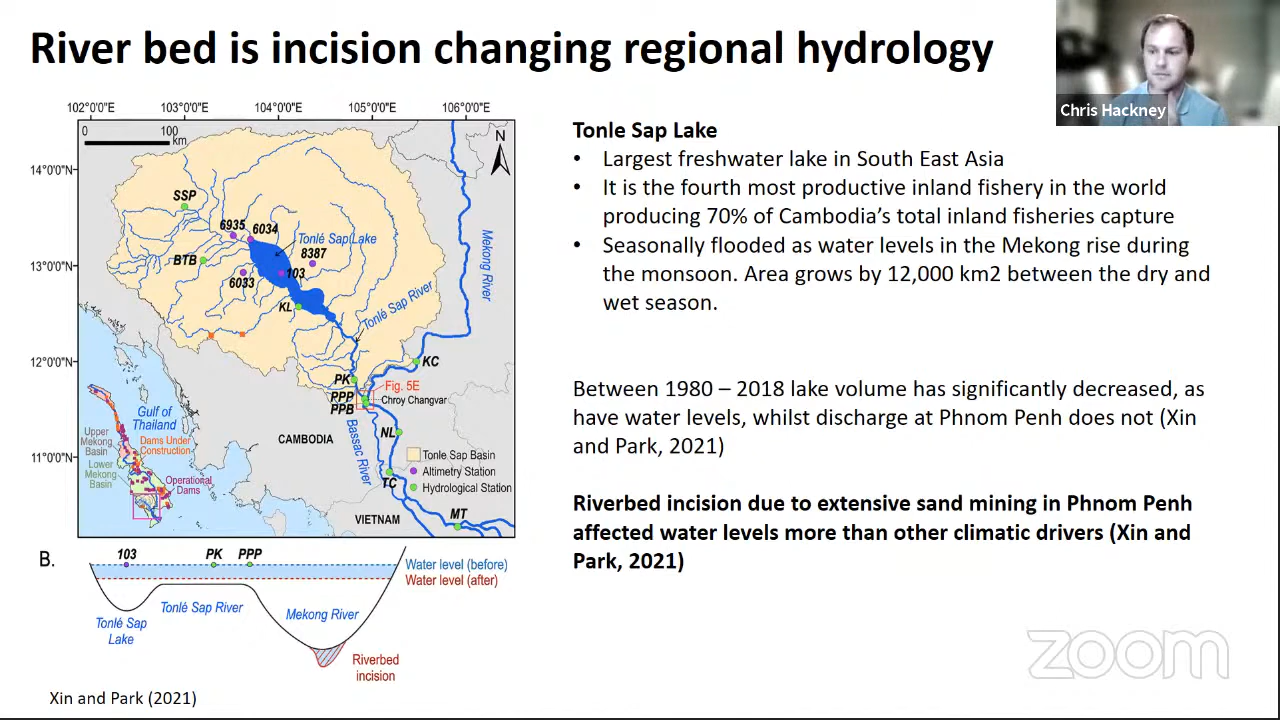 River bed is incision changing regional hydrology
Chris Hackney
102°0'0"E 103°0'0"E 104°0'0"E 105°0'0"E 106°0'0"E
0 100
km
N
14°0'0"N
13°0'0"N
12°0'0"N
11°0'0"N
SSP
6935
6034
Tonlé Sap Lake
8387
BTB
103
6033
KL
Tonlé Sap River
Mekong River
KC
PK
Fig. 5E
PPP
Chroy Changvar
PPB
Gulf of
Thailand
Bassac River
NL
CAMBODIA
Upper
Mekong
Basin
Dams Under
Construction
Lower
Mekong
Basin
Operational
Dams
Tonle Sap Basin
Altimetry Station
Hydrological Station
TC
VIETNAM
MT
B.
103 PK PPP
Water level (before)
Water level (after)
Tonlé Sap River
Mekong River
Tonlé Sap
Lake
Riverbed
incision
Xin and Park (2021)
Tonle Sap Lake
• Largest freshwater lake in South East Asia
• It is the fourth most productive inland fishery in the world
producing 70% of Cambodia's total inland fisheries capture
• Seasonally flooded as water levels in the Mekong rise during
the monsoon. Area grows by 12,000 km2 between the dry and
wet season.
Between 1980 – 2018 lake volume has significantly decreased, as
have water levels, whilst discharge at Phnom Penh does not (Xin
and Park, 2021)
Riverbed incision due to extensive sand mining in Phnom Penh
affected water levels more than other climatic drivers (Xin and
Park, 2021)
zoom